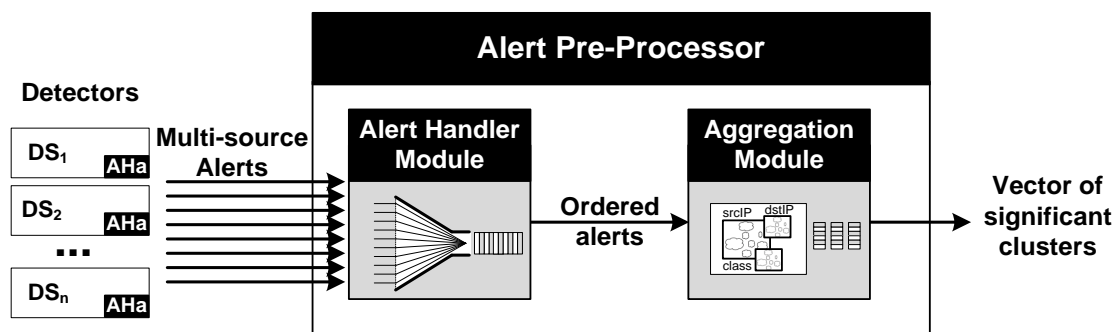 Alert Pre-Processor
Detectors
DS1
AHa
DS2
AHa
...
DSn
AHa
Multi-source
Alerts
Alert Handler
Module
Ordered
alerts
Aggregation
Module
srcIP
dstIP
class
Vector of
significant
clusters